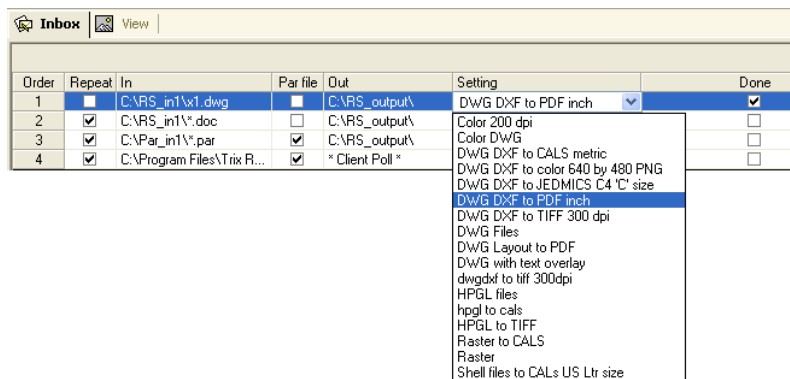 Inbox View
Order Repeat In Par file Out Setting Done
1 C:\RS_in1\x1.dwg C:\RS_output\ DWG DXF to PDF inch
2 C:\RS_in1\*.doc C:\RS_output\
3 C:\Par_in1\*.par C:\RS_output\
4 C:\Program Files\Trix R... * Client Poll *
Color 200 dpi
Color DWG
DWG DXF to CALS metric
DWG DXF to color 640 by 480 PNG
DWG DXF to JEDMICS C4 'C' size
DWG DXF to PDF inch
DWG DXF to TIFF 300 dpi
DWG Files
DWG Layout to PDF
DWG with text overlay
dwgdxf to tiff 300dpi
HPGL files
hpgl to cals
HPGL to TIFF
Raster to CALS
Raster
Shell files to CALs US Ltr size